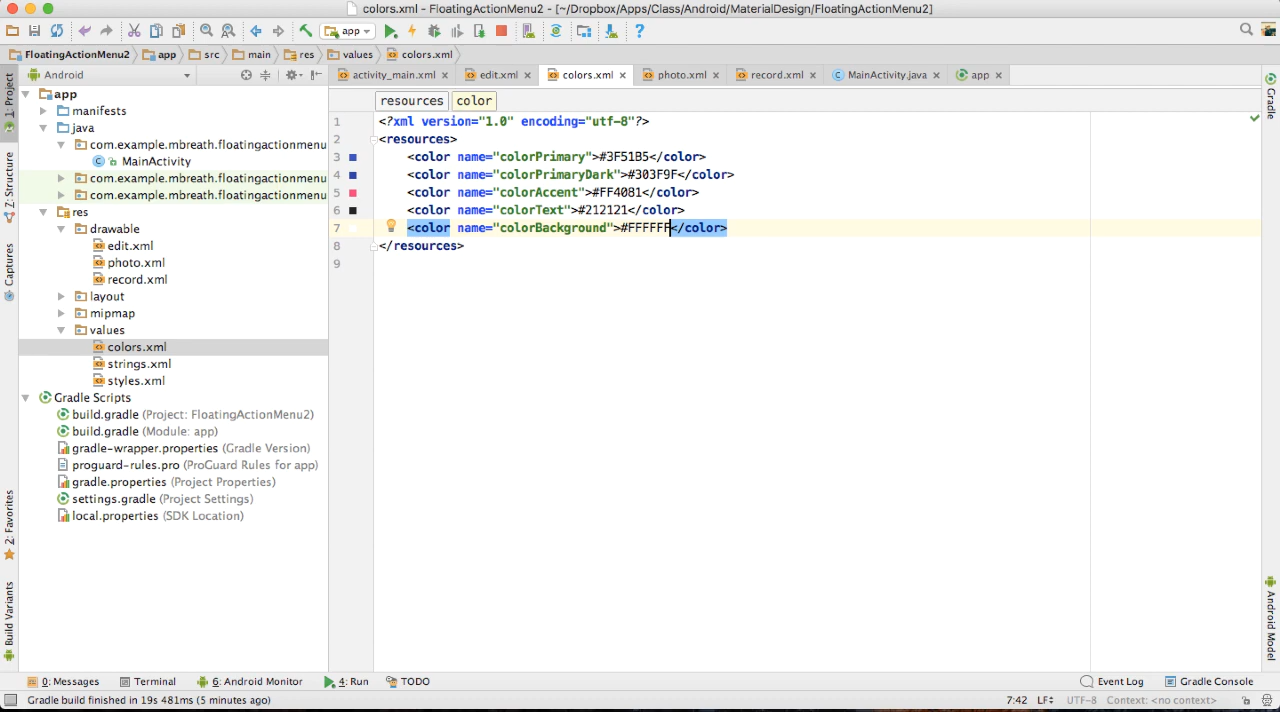 colors.xml - FloatingActionMenu2 - [~/Dropbox/Apps/Class/Android/MaterialDesign/FloatingActionMenu2]
app
FloatingActionMenu2 app src main res values colors.xml
Android
activity_main.xml edit.xml colors.xml photo.xml record.xml MainActivity.java app
1: Project
Z: Structure
Captures
2: Favorites
Build Variants
app
manifests
java
com.example.mbreath.floatingactionmenu
MainActivity
com.example.mbreath.floatingactionmenu
com.example.mbreath.floatingactionmenu
res
drawable
edit.xml
photo.xml
record.xml
layout
mipmap
values
colors.xml
strings.xml
styles.xml
Gradle Scripts
build.gradle (Project: FloatingActionMenu2)
build.gradle (Module: app)
gradle-wrapper.properties (Gradle Version)
proguard-rules.pro (ProGuard Rules for app)
gradle.properties (Project Properties)
settings.gradle (Project Settings)
local.properties (SDK Location)
resources color
1 <?xml version="1.0" encoding="utf-8"?>
2 <resources>
3 <color name="colorPrimary">#3F51B5</color>
4 <color name="colorPrimaryDark">#303F9F</color>
5 <color name="colorAccent">#FF4081</color>
6 <color name="colorText">#212121</color>
7 <color name="colorBackground">#FFFFFF</color>
8 </resources>
9
Gradle
Android Model
0: Messages Terminal 6: Android Monitor 4: Run TODO Event Log Gradle Console
Gradle build finished in 19s 481ms (5 minutes ago) 7:42 LF UTF-8 Context: <no context>